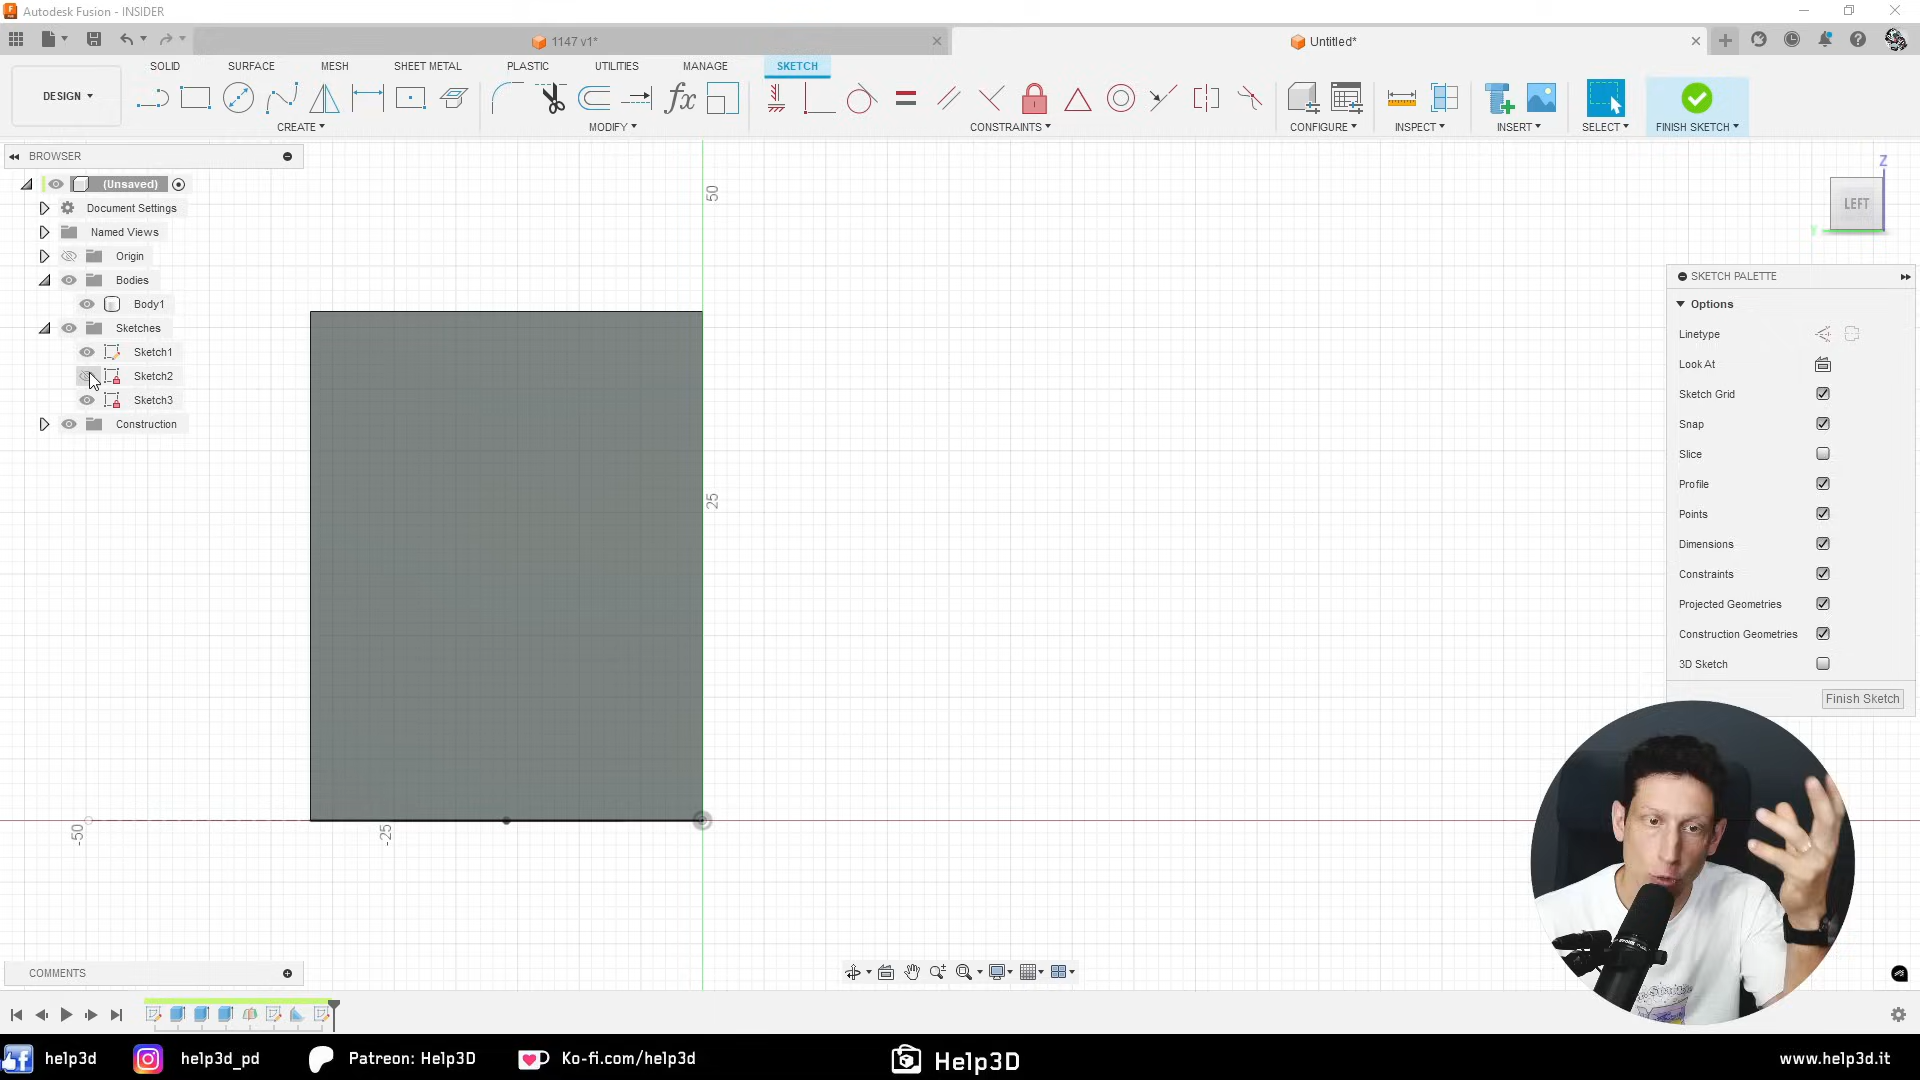 Autodesk Fusion - INSIDER
1147 v1*
Untitled*
SOLID
SURFACE
MESH
SHEET METAL
PLASTIC
UTILITIES
MANAGE
SKETCH
DESIGN
CREATE
MODIFY
fx
CONSTRAINTS
CONFIGURE
INSPECT
INSERT
SELECT
FINISH SKETCH
BROWSER
(Unsaved)
Document Settings
Named Views
Origin
Bodies
Body1
Sketches
Sketch1
Sketch2
Sketch3
Construction
50
25
-50
-25
Z
LEFT
Y
SKETCH PALETTE
Options
Linetype
Look At
Sketch Grid
Snap
Slice
Profile
Points
Dimensions
Constraints
Projected Geometries
Construction Geometries
3D Sketch
Finish Sketch
COMMENTS
help3d
help3d_pd
Patreon: Help3D
Ko-fi.com/help3d
Help3D
www.help3d.it